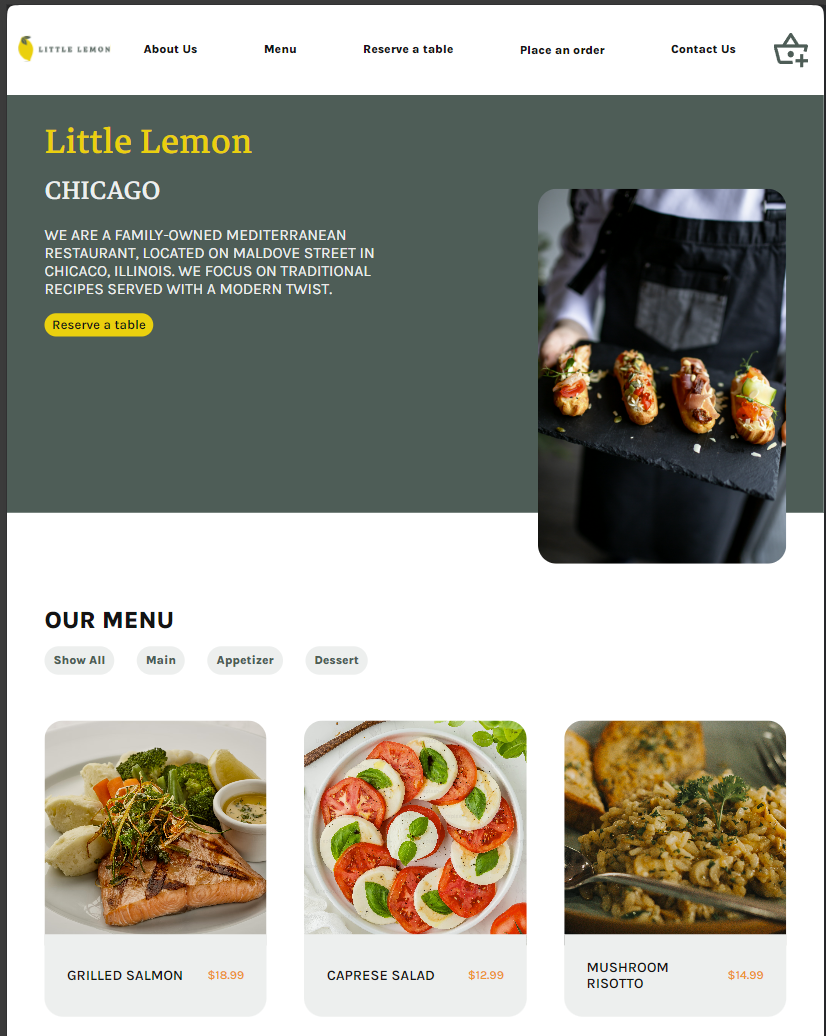 LITTLE LEMON
About Us
Menu
Reserve a table
Place an order
Contact Us
Little Lemon
CHICAGO
WE ARE A FAMILY-OWNED MEDITERRANEAN
RESTAURANT, LOCATED ON MALDOVE STREET IN
CHICACO, ILLINOIS. WE FOCUS ON TRADITIONAL
RECIPES SERVED WITH A MODERN TWIST.
Reserve a table
OUR MENU
Show All
Main
Appetizer
Dessert
GRILLED SALMON
$18.99
CAPRESE SALAD
$12.99
MUSHROOM
RISOTTO
$14.99